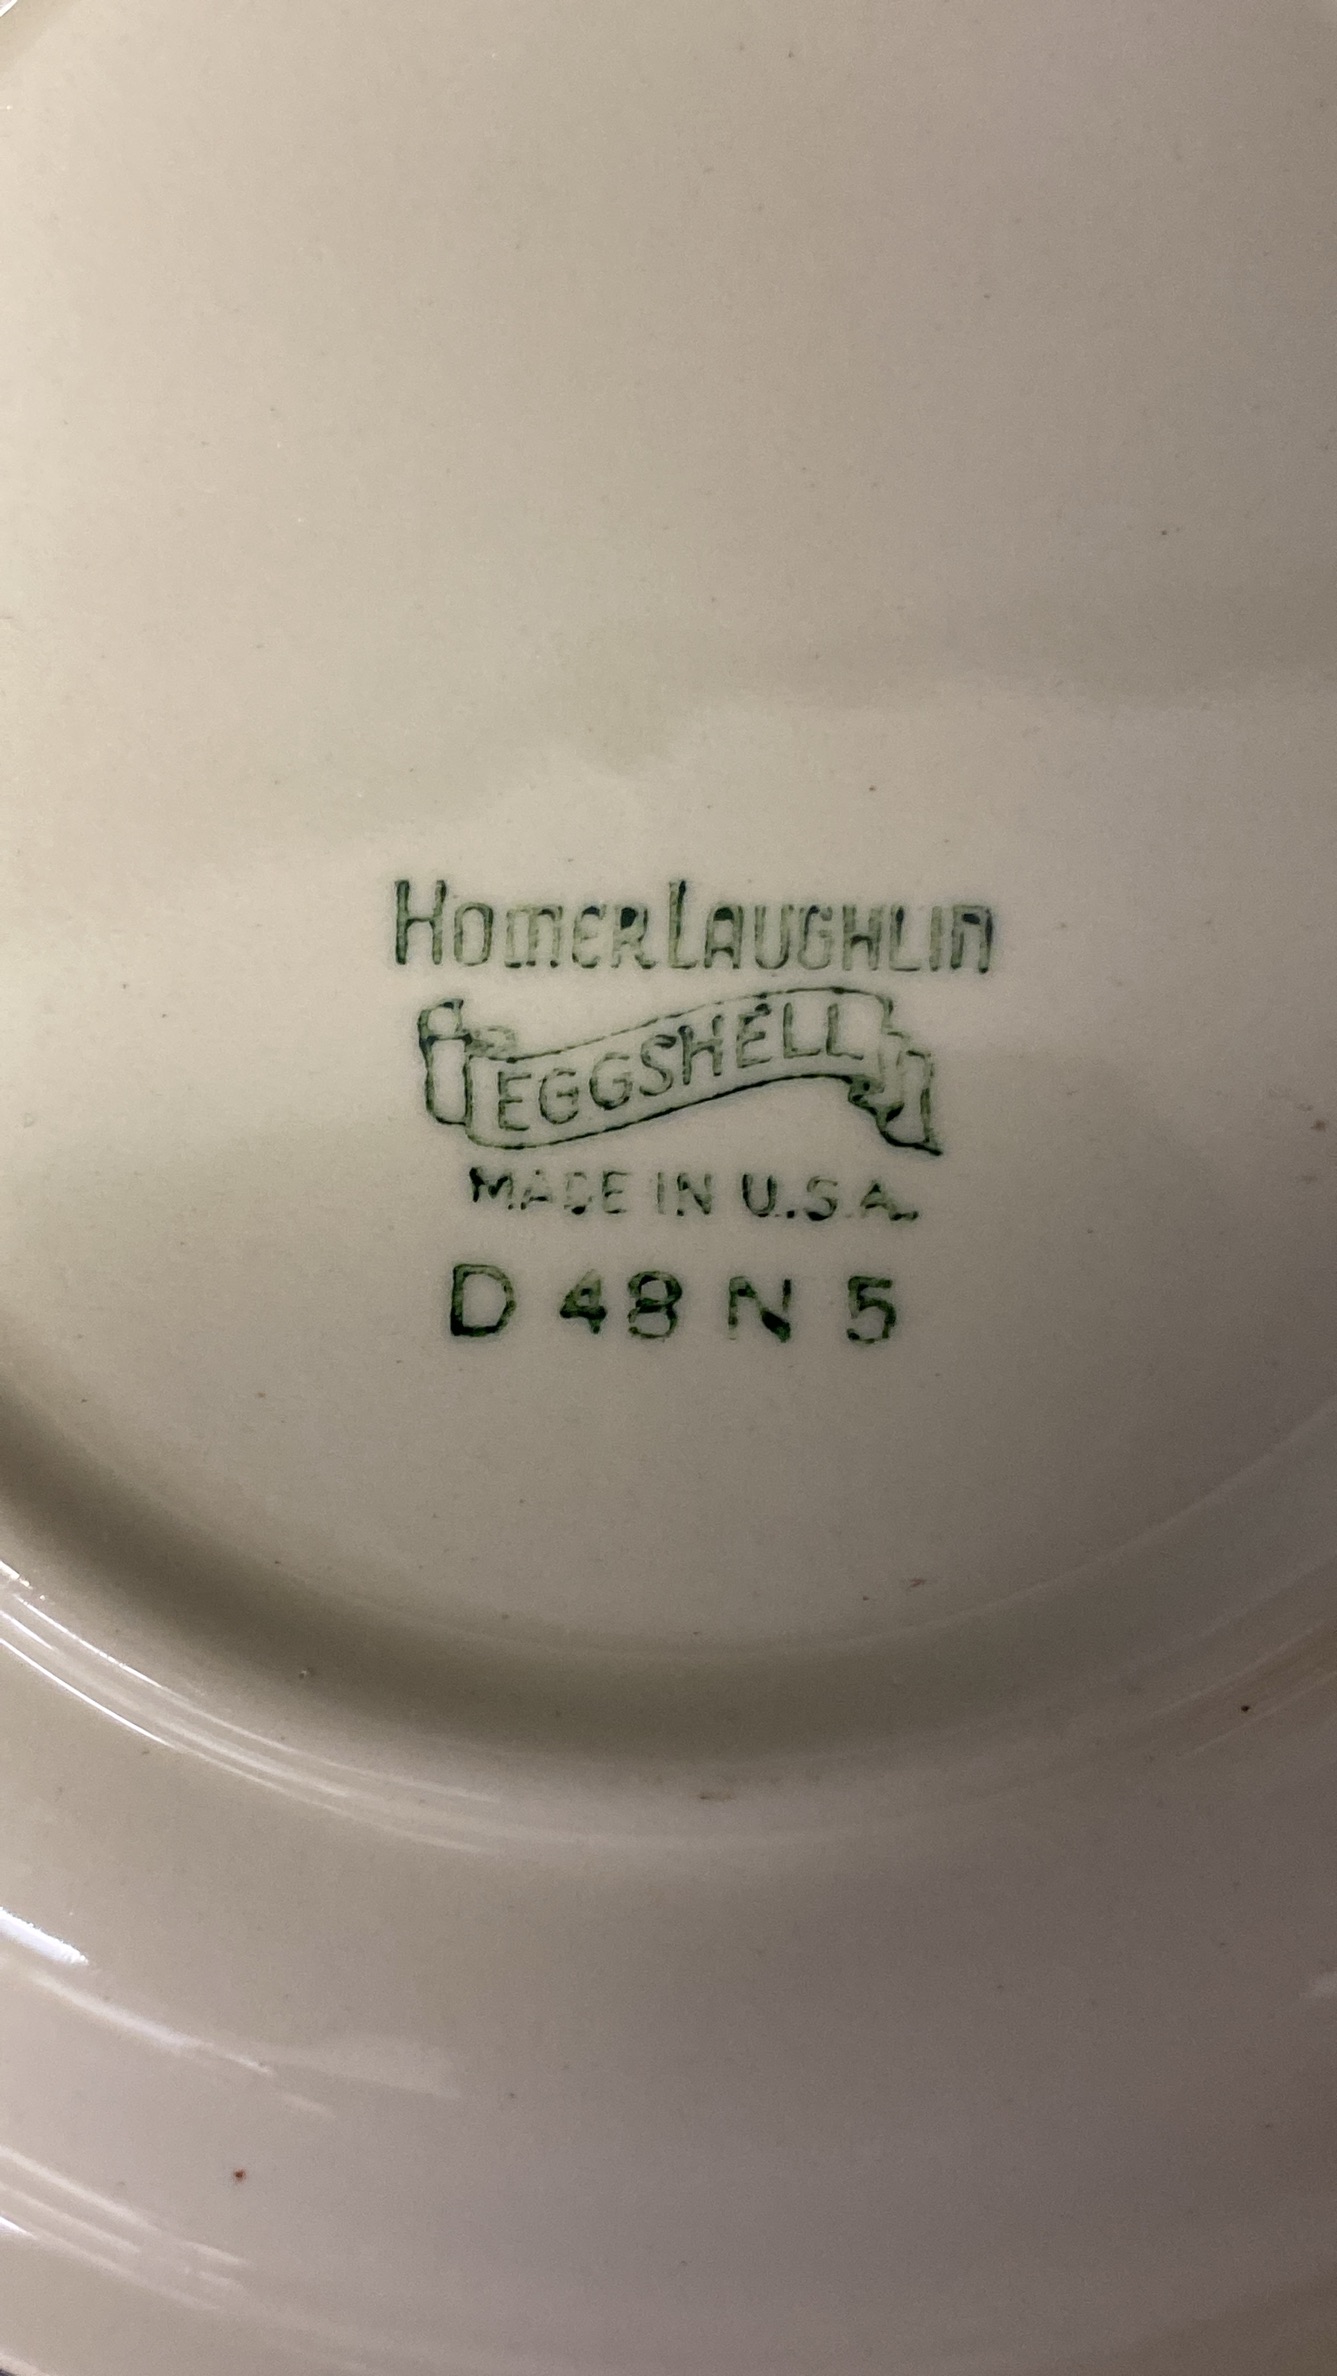 HOMER LAUGHLIN
EGGSHELL
MADE IN U.S.A.
D 48 N 5